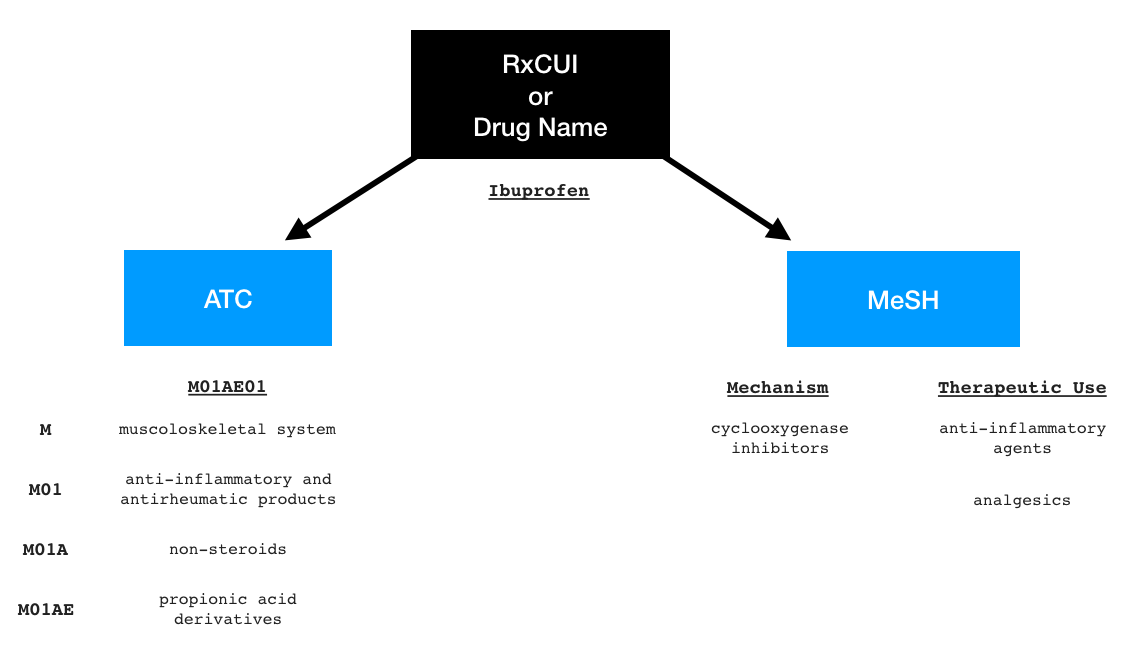 RxCUI
or
Drug Name
Ibuprofen
ATC
MeSH
M01AE01
M muscoloskeletal system
M01 anti-inflammatory and
antirheumatic products
M01A non-steroids
M01AE propionic acid
derivatives
Mechanism
cyclooxygenase
inhibitors
Therapeutic Use
anti-inflammatory
agents
analgesics